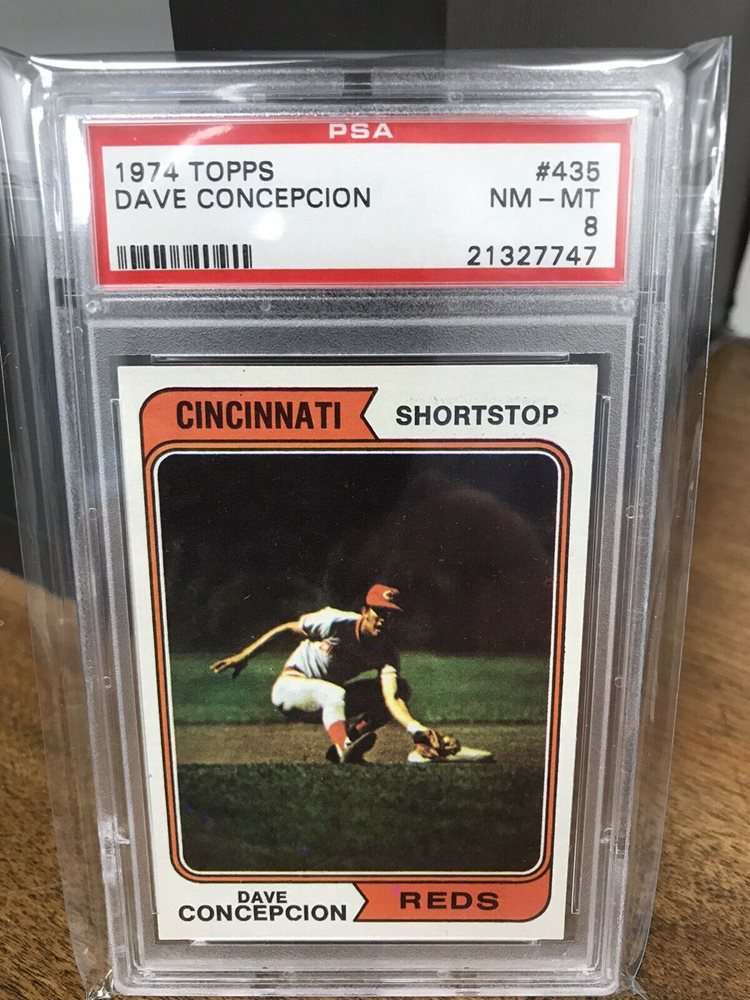 PSA
1974 TOPPS #435
DAVE CONCEPCION NM - MT
8
21327747
CINCINNATI SHORTSTOP
C
DAVE
CONCEPCION REDS